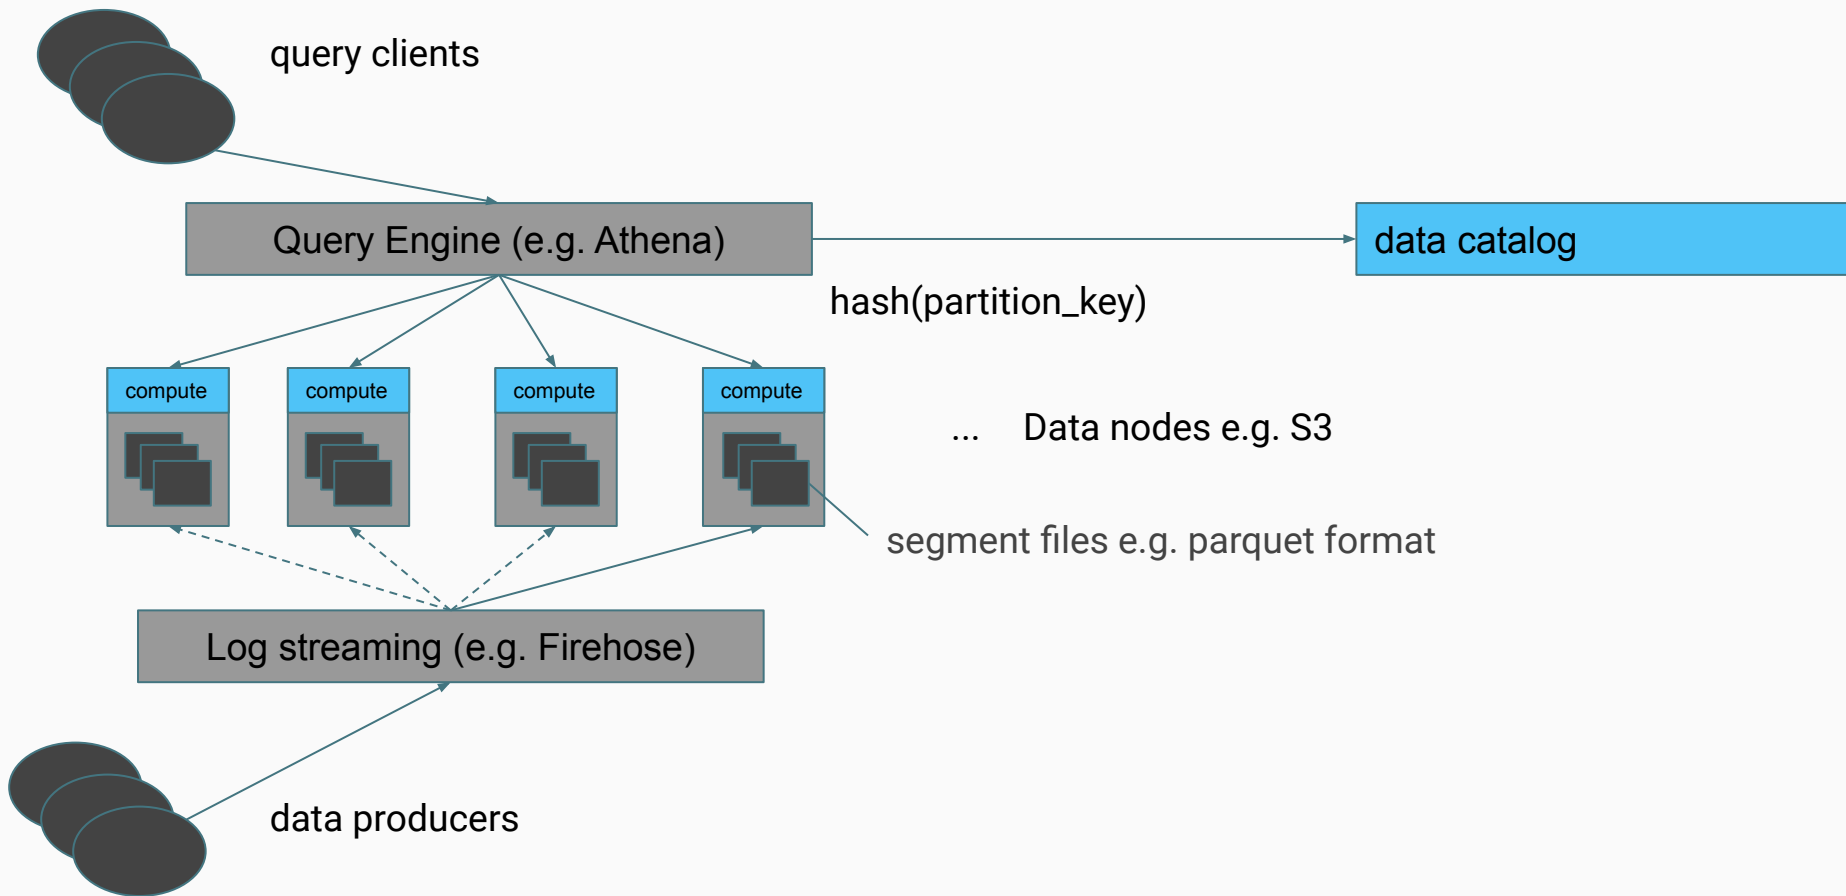 query clients
Query Engine (e.g. Athena)
data catalog
hash(partition_key)
compute
compute
compute
compute
... Data nodes e.g. S3
segment files e.g. parquet format
Log streaming (e.g. Firehose)
data producers